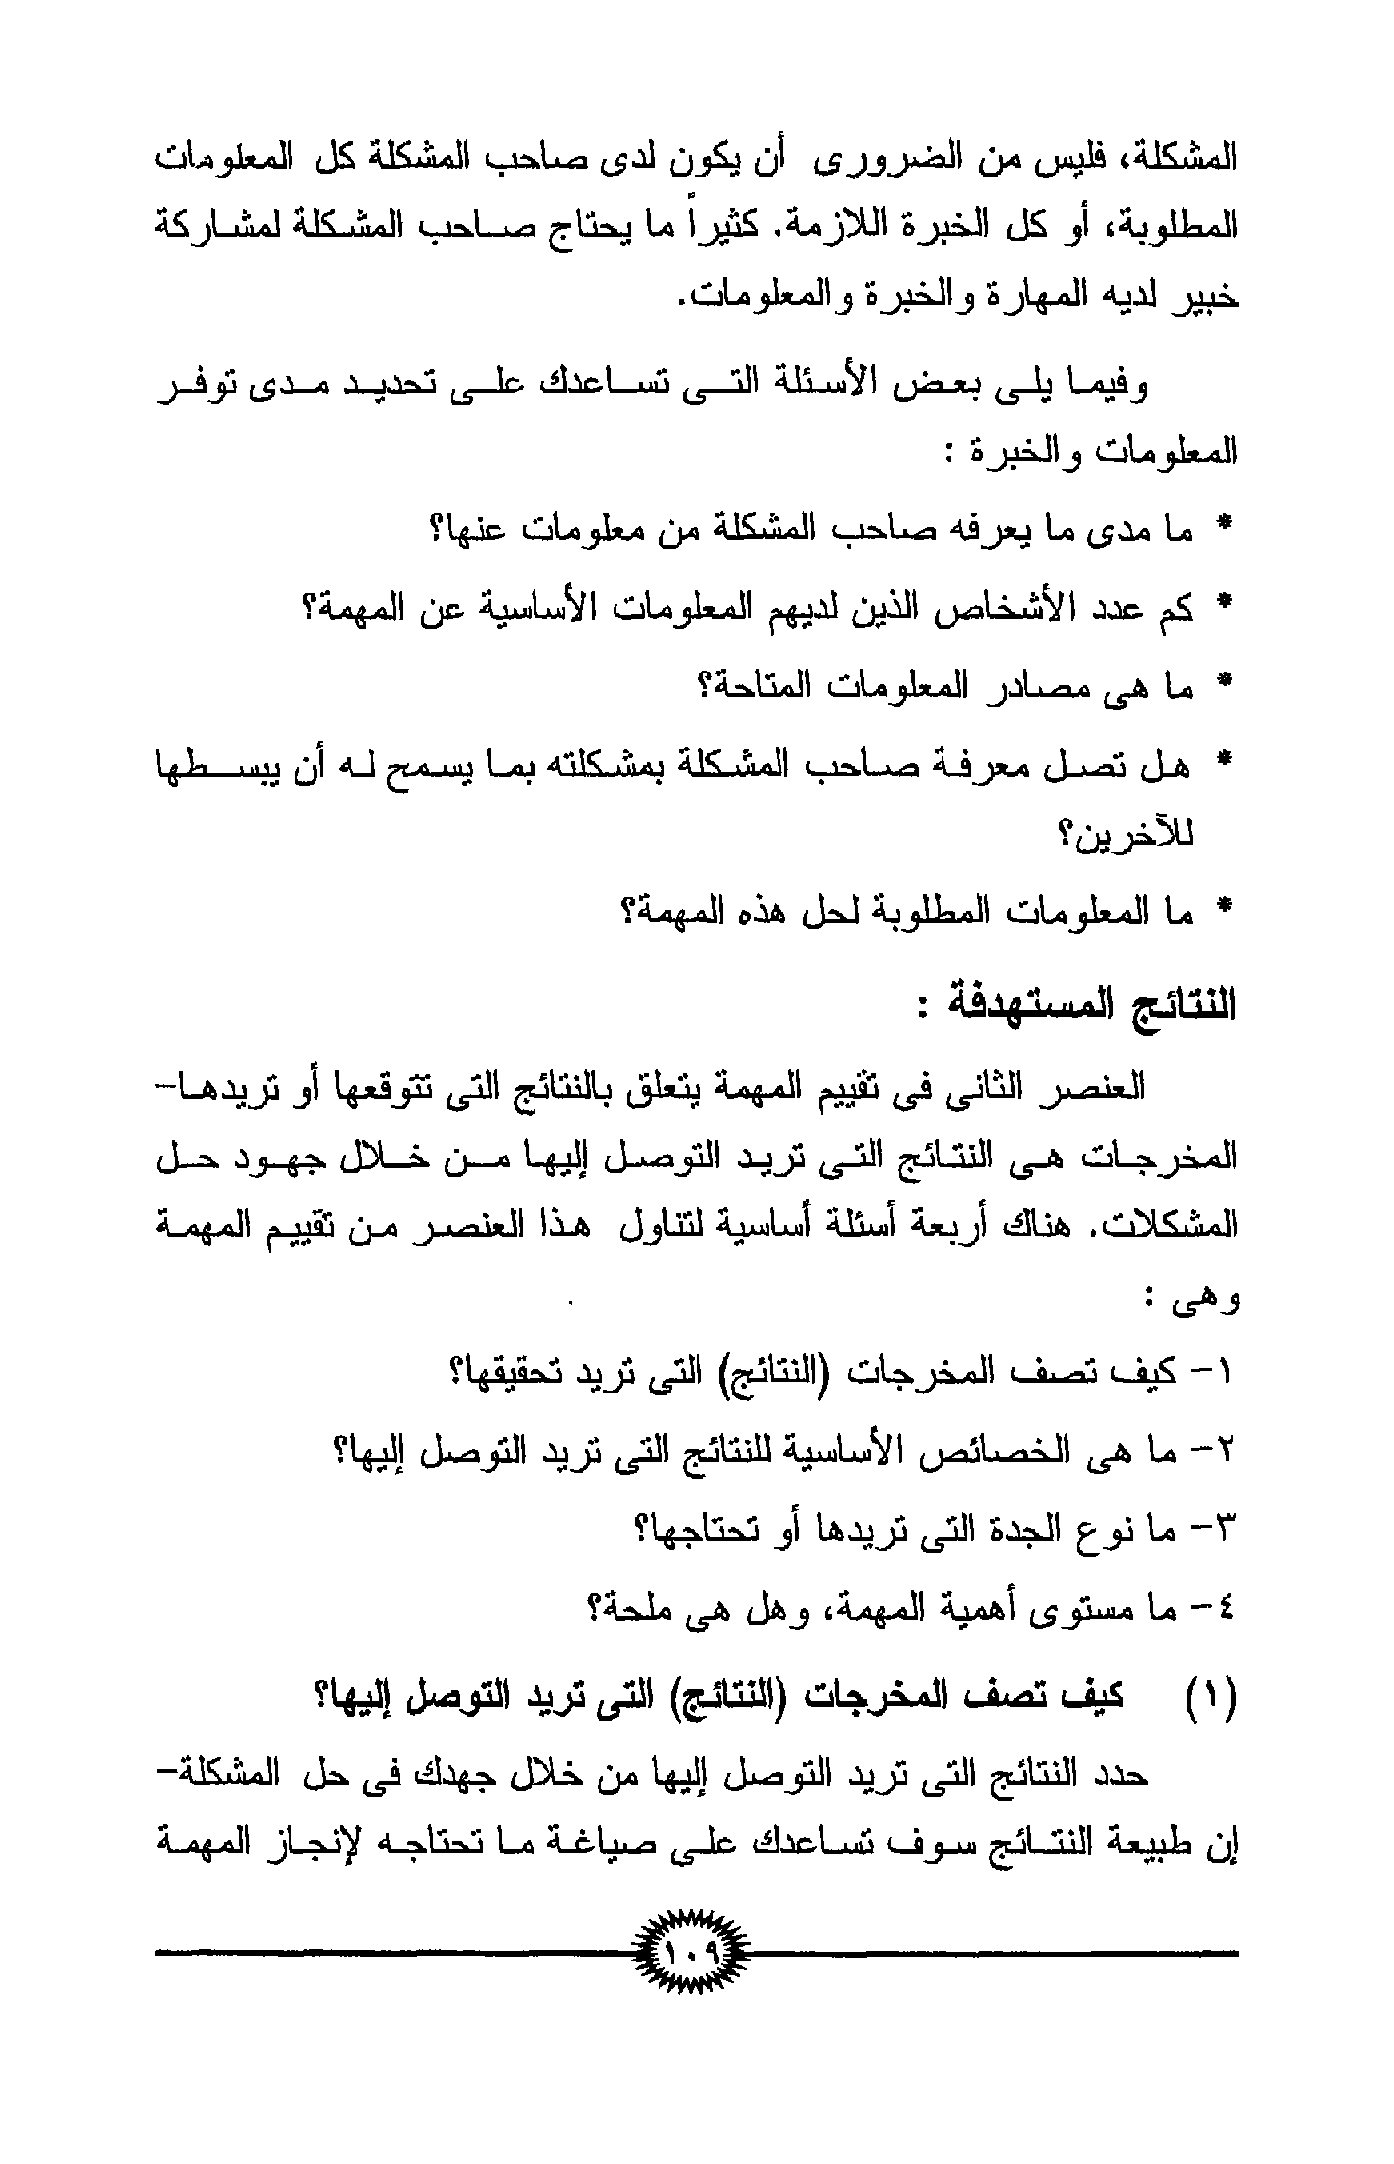 المشكلة، فليس من الضرورى أن يكون لدى صاحب المشكلة كل المعلومات
المطلوبة، أو كل الخبرة اللازمة. كثيراً ما يحتاج صاحب المشكلة لمشاركة
خبير لديه المهارة والخبرة والمعلومات.
وفيما يلى بعض الأسئلة التى تساعدك على تحديد مدى توفر
المعلومات والخبرة :
* ما مدى ما يعرفه صاحب المشكلة من معلومات عنها؟
* كم عدد الأشخاص الذين لديهم المعلومات الأساسية عن المهمة؟
* ما هى مصادر المعلومات المتاحة؟
* هل تصل معرفة صاحب المشكلة بمشكلته بما يسمح له أن يبسطها
للآخرين؟
* ما المعلومات المطلوبة لحل هذه المهمة؟
النتائج المستهدفة :
العنصر الثانى فى تقييم المهمة يتعلق بالنتائج التى تتوقعها أو تريدها-
المخرجات هى النتائج التى تريد التوصل إليها من خلال جهود حل
المشكلات. هناك أربعة أسئلة أساسية لتناول هذا العنصر من تقييم المهمة
وهى :
١- كيف تصف المخرجات (النتائج) التى تريد تحقيقها؟
٢- ما هى الخصائص الأساسية للنتائج التى تريد التوصل إليها؟
٣- ما نوع الجدة التى تريدها أو تحتاجها؟
٤- ما مستوى أهمية المهمة، وهل هى ملحة؟
(١) كيف تصف المخرجات (النتائج) التى تريد التوصل إليها؟
حدد النتائج التى تريد التوصل إليها من خلال جهدك فى حل المشكلة-
إن طبيعة النتائج سوف تساعدك على صياغة ما تحتاجه لإنجاز المهمة
١٠٩